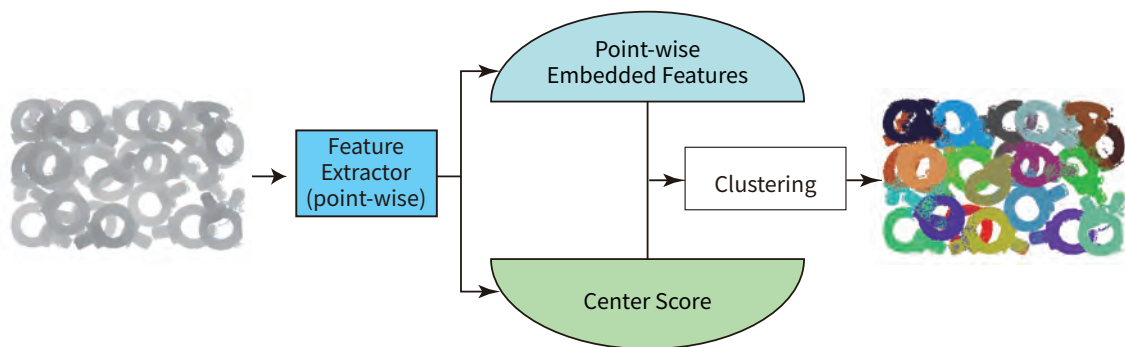 Point-wise
Embedded Features
Feature
Extractor
(point-wise)
Clustering
Center Score